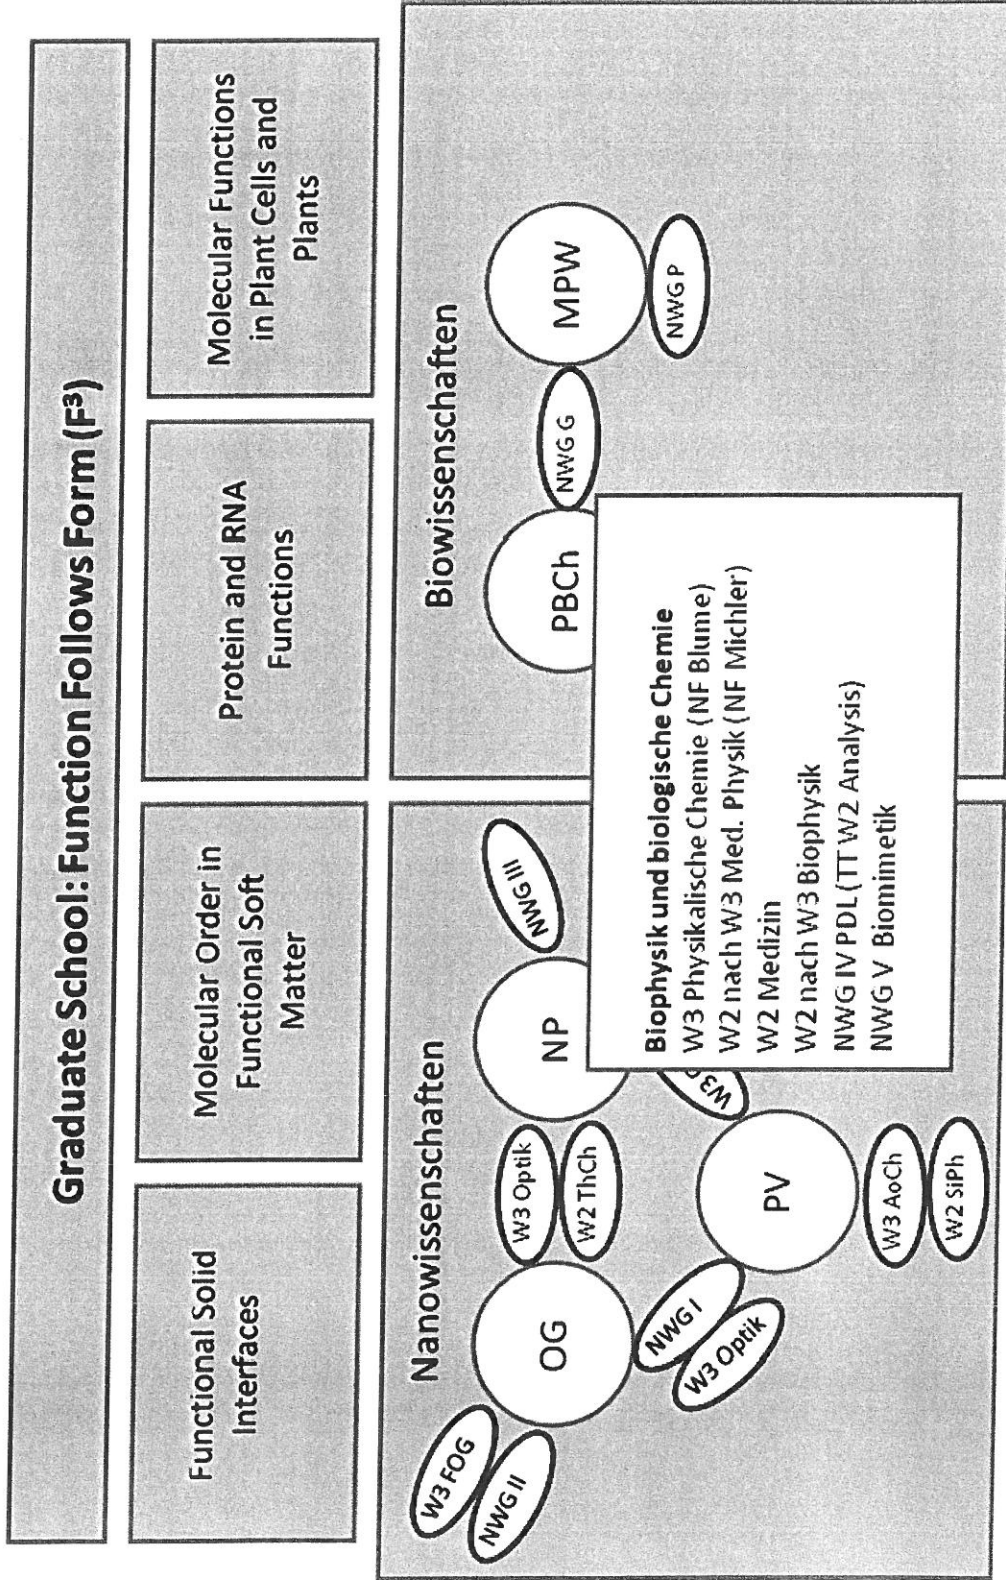 Graduate School: Function Follows Form (F³)
Functional Solid
Interfaces
Molecular Order in
Functional Soft
Matter
Protein and RNA
Functions
Molecular Functions
in Plant Cells and
Plants
Nanowissenschaften
W3 FOG
NWG II
OG
W3 Optik
W2 ThCh
NP
NWG III
NWG I
W3 Optik
PV
W3
W3 AoCh
W2 SiPh
Biowissenschaften
PBCh
NWG G
MPW
NWG P
Biophysik und biologische Chemie
W3 Physikalische Chemie (NF Blume)
W2 nach W3 Med. Physik (NF Michler)
W2 Medizin
W2 nach W3 Biophysik
NWG IV PDL(TT W2 Analysis)
NWG V Biomimetik